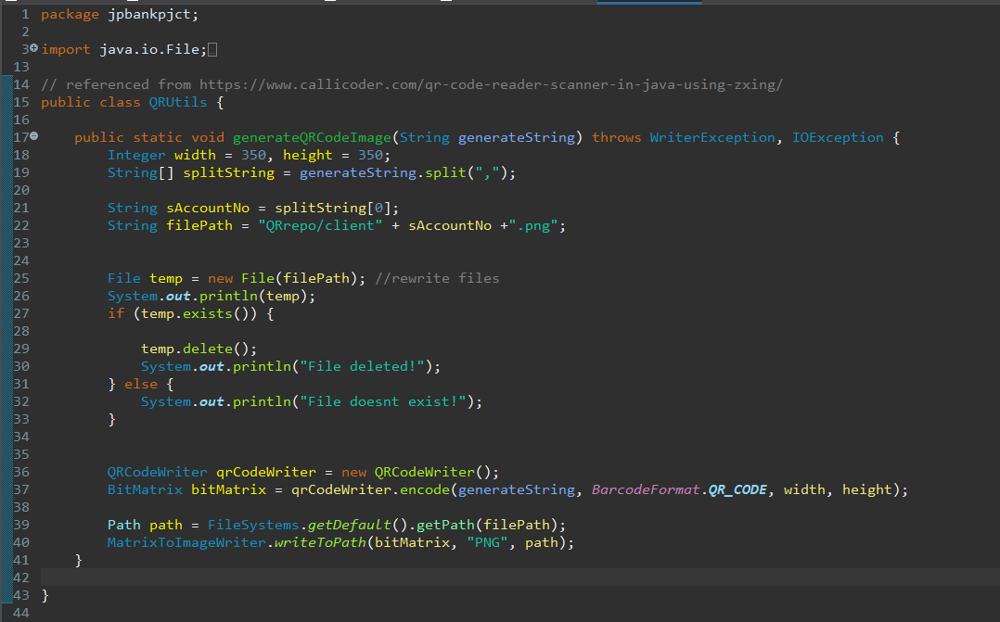 1 package jpbankpjct;
2
3 import java.io.File;
13
14 // referenced from https://www.callicoder.com/qr-code-reader-scanner-in-java-using-zxing/
15 public class QRUtils {
16
17     public static void generateQRCodeImage(String generateString) throws WriterException, IOException {
18         Integer width = 350, height = 350;
19         String[] splitString = generateString.split(",");
20
21         String sAccountNo = splitString[0];
22         String filePath = "QRrepo/client" + sAccountNo +".png";
23
24
25         File temp = new File(filePath); //rewrite files
26         System.out.println(temp);
27         if (temp.exists()) {
28
29             temp.delete();
30             System.out.println("File deleted!");
31         } else {
32             System.out.println("File doesnt exist!");
33         }
34
35
36         QRCodeWriter qrCodeWriter = new QRCodeWriter();
37         BitMatrix bitMatrix = qrCodeWriter.encode(generateString, BarcodeFormat.QR_CODE, width, height);
38
39         Path path = FileSystems.getDefault().getPath(filePath);
40         MatrixToImageWriter.writeToPath(bitMatrix, "PNG", path);
41     }
42
43 }
44